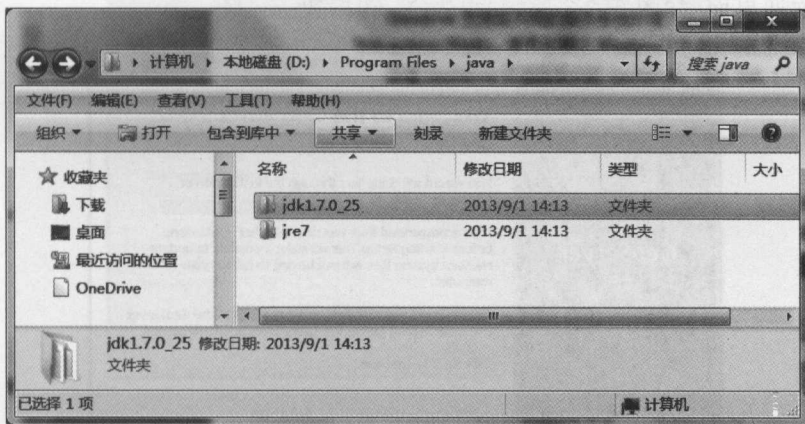 计算机 ▸ 本地磁盘 (D:) ▸ Program Files ▸ java ▸ 搜索 java
文件(F) 编辑(E) 查看(V) 工具(T) 帮助(H)
组织 打开 包含到库中 共享 刻录 新建文件夹
收藏夹
下载
桌面
最近访问的位置
OneDrive
名称 修改日期 类型 大小
jdk1.7.0_25 2013/9/1 14:13 文件夹
jre7 2013/9/1 14:13 文件夹
jdk1.7.0_25 修改日期: 2013/9/1 14:13
文件夹
已选择 1 项 计算机